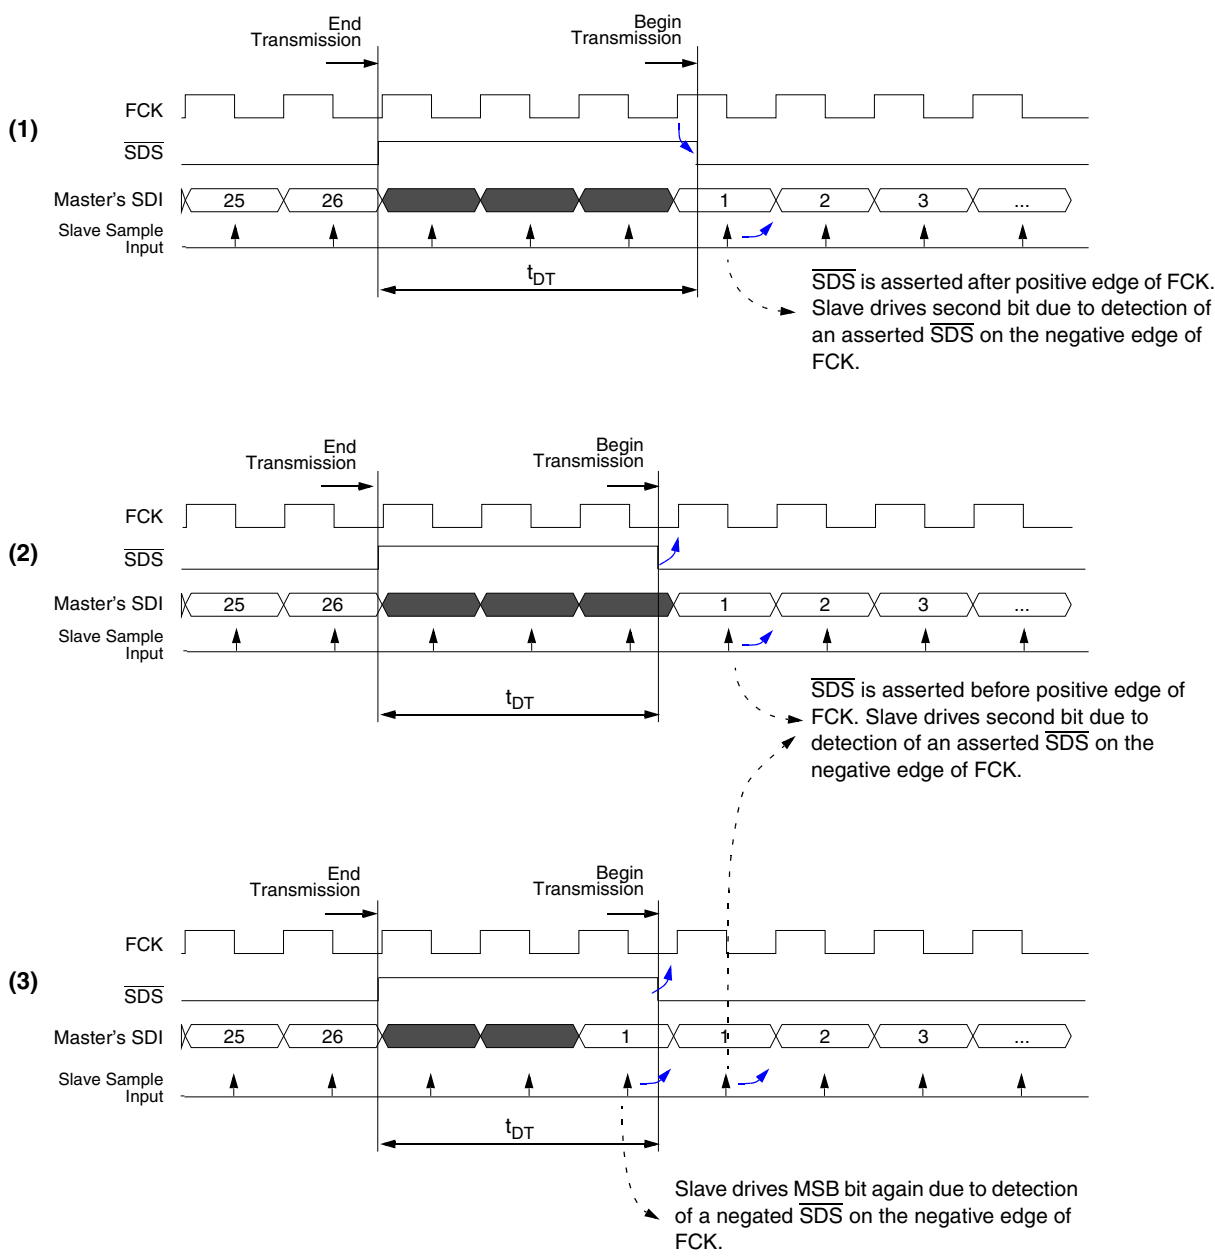 End
Transmission
Begin
Transmission
FCK
(1)
SDS
Master's SDI
25
26
1
2
3
...
Slave Sample
Input
tDT
SDS is asserted after positive edge of FCK.
Slave drives second bit due to detection of
an asserted SDS on the negative edge of
FCK.
End
Transmission
Begin
Transmission
FCK
(2)
SDS
Master's SDI
25
26
1
2
3
...
Slave Sample
Input
tDT
SDS is asserted before positive edge of
FCK. Slave drives second bit due to
detection of an asserted SDS on the
negative edge of FCK.
End
Transmission
Begin
Transmission
FCK
(3)
SDS
Master's SDI
25
26
1
1
2
3
...
Slave Sample
Input
tDT
Slave drives MSB bit again due to detection
of a negated SDS on the negative edge of
FCK.